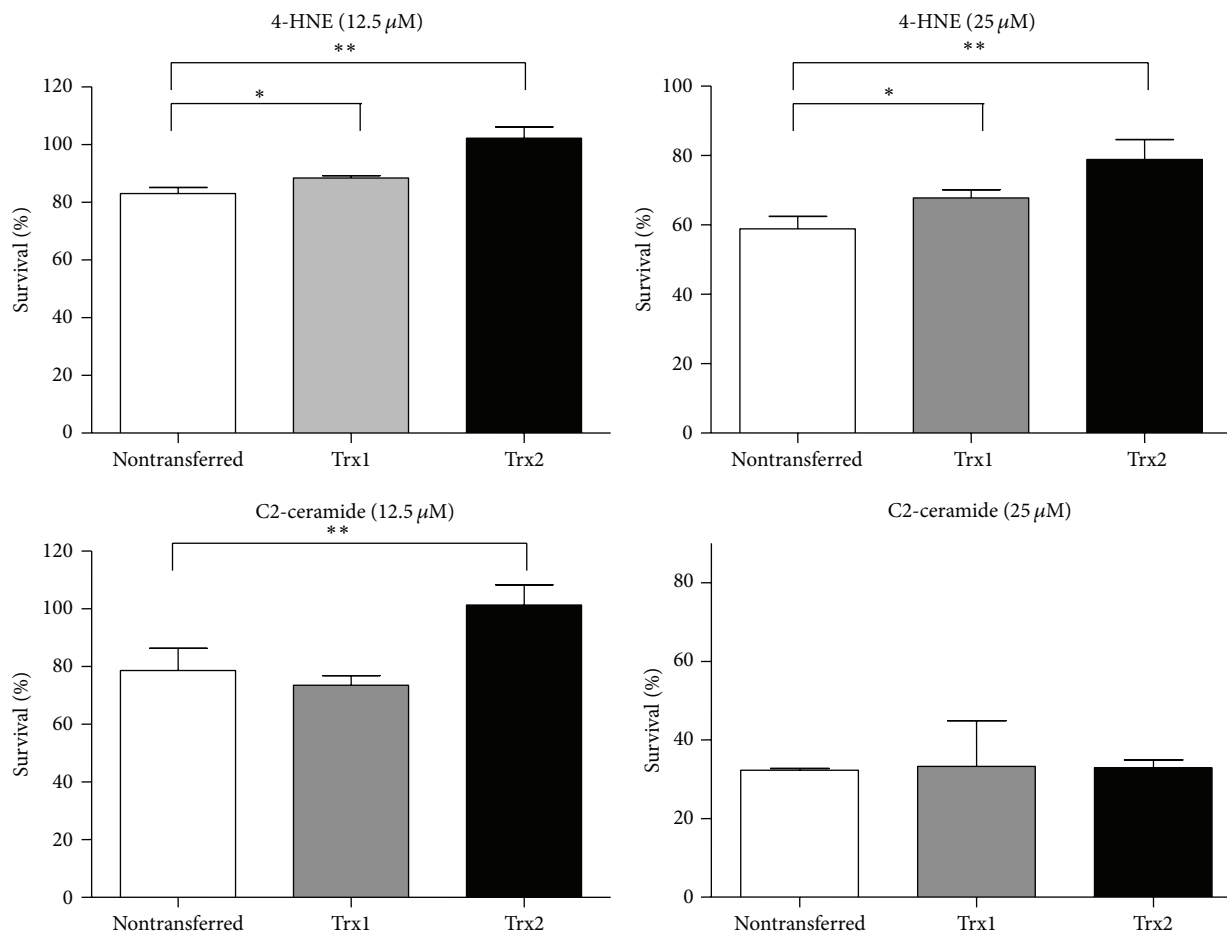 4-HNE (12.5 μM)
**
*
120
100
80
60
40
20
0
Survival (%)
Nontransferred Trx1 Trx2
4-HNE (25 μM)
**
*
100
80
60
40
20
0
Survival (%)
Nontransferred Trx1 Trx2
C2-ceramide (12.5 μM)
**
120
100
80
60
40
20
0
Survival (%)
Nontransferred Trx1 Trx2
C2-ceramide (25 μM)
80
60
40
20
0
Survival (%)
Nontransferred Trx1 Trx2